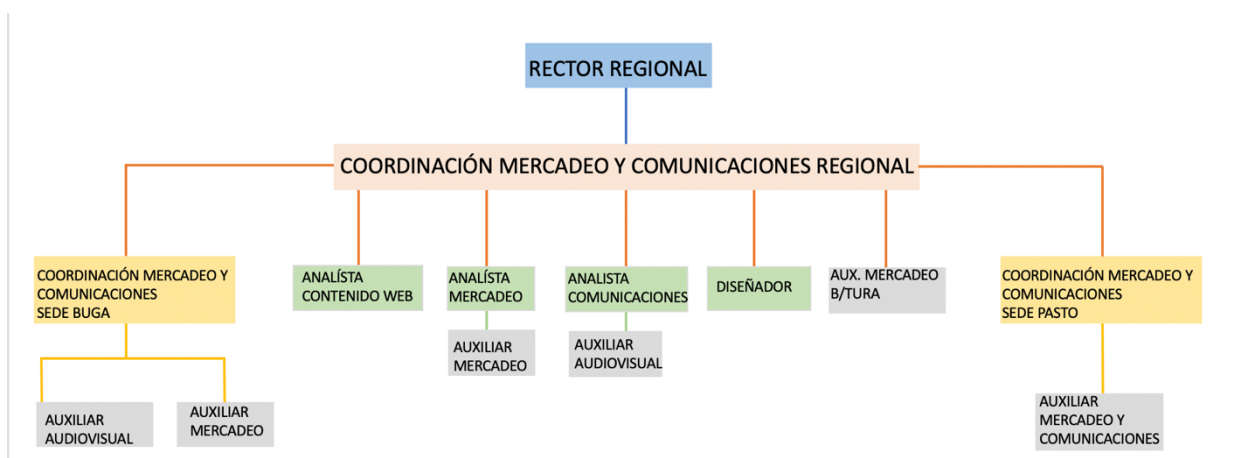 RECTOR REGIONAL
COORDINACIÓN MERCADEO Y COMUNICACIONES REGIONAL
COORDINACIÓN MERCADEO Y
COMUNICACIONES
SEDE BUGA
ANALÍSTA
CONTENIDO WEB
ANALÍSTA
MERCADEO
ANALISTA
COMUNICACIONES
DISEÑADOR
AUX. MERCADEO
B/TURA
COORDINACIÓN MERCADEO Y
COMUNICACIONES
SEDE PASTO
AUXILIAR
MERCADEO
AUXILIAR
AUDIOVISUAL
AUXILIAR
AUDIOVISUAL
AUXILIAR
MERCADEO
AUXILIAR
MERCADEO Y
COMUNICACIONES